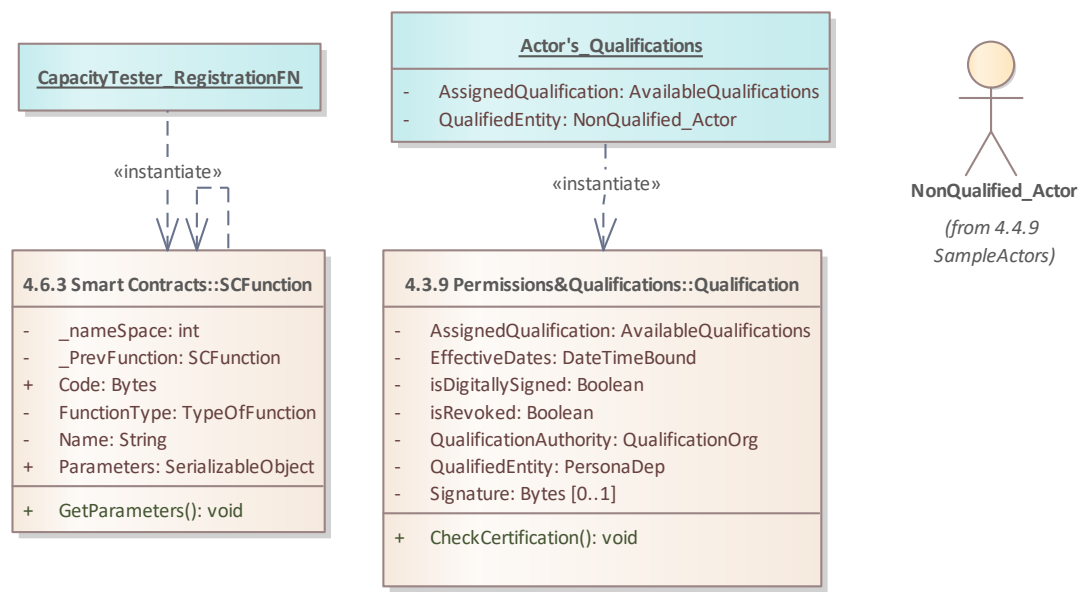 CapacityTester_RegistrationFN
«instantiate»
4.6.3 Smart Contracts::SCFunction
- _nameSpace: int
- _PrevFunction: SCFunction
+ Code: Bytes
- FunctionType: TypeOfFunction
- Name: String
+ Parameters: SerializableObject
+ GetParameters(): void
Actor's_Qualifications
- AssignedQualification: AvailableQualifications
- QualifiedEntity: NonQualified_Actor
«instantiate»
4.3.9 Permissions&Qualifications::Qualification
- AssignedQualification: AvailableQualifications
- EffectiveDates: DateTimeBound
- isDigitallySigned: Boolean
- isRevoked: Boolean
- QualificationAuthority: QualificationOrg
- QualifiedEntity: PersonaDep
- Signature: Bytes [0..1]
+ CheckCertification(): void
NonQualified_Actor
(from 4.4.9
SampleActors)